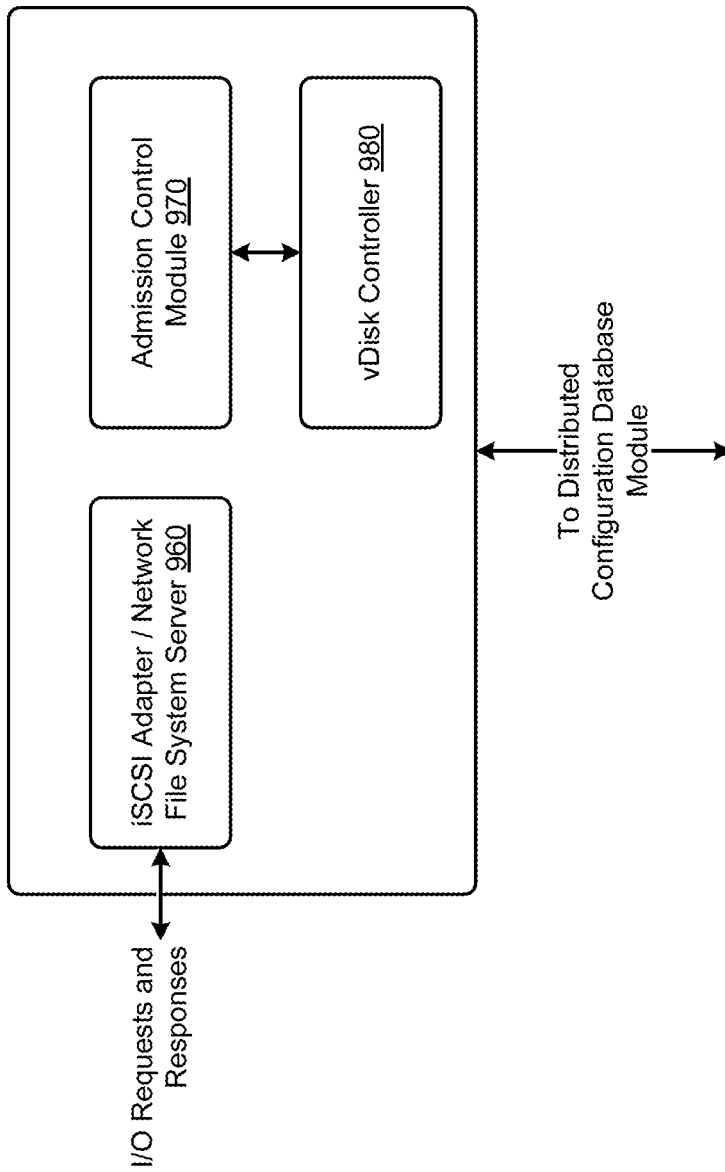 I/O Requests and
Responses
iSCSI Adapter / Network
File System Server 960
Admission Control
Module 970
vDisk Controller 980
To Distributed
Configuration Database
Module